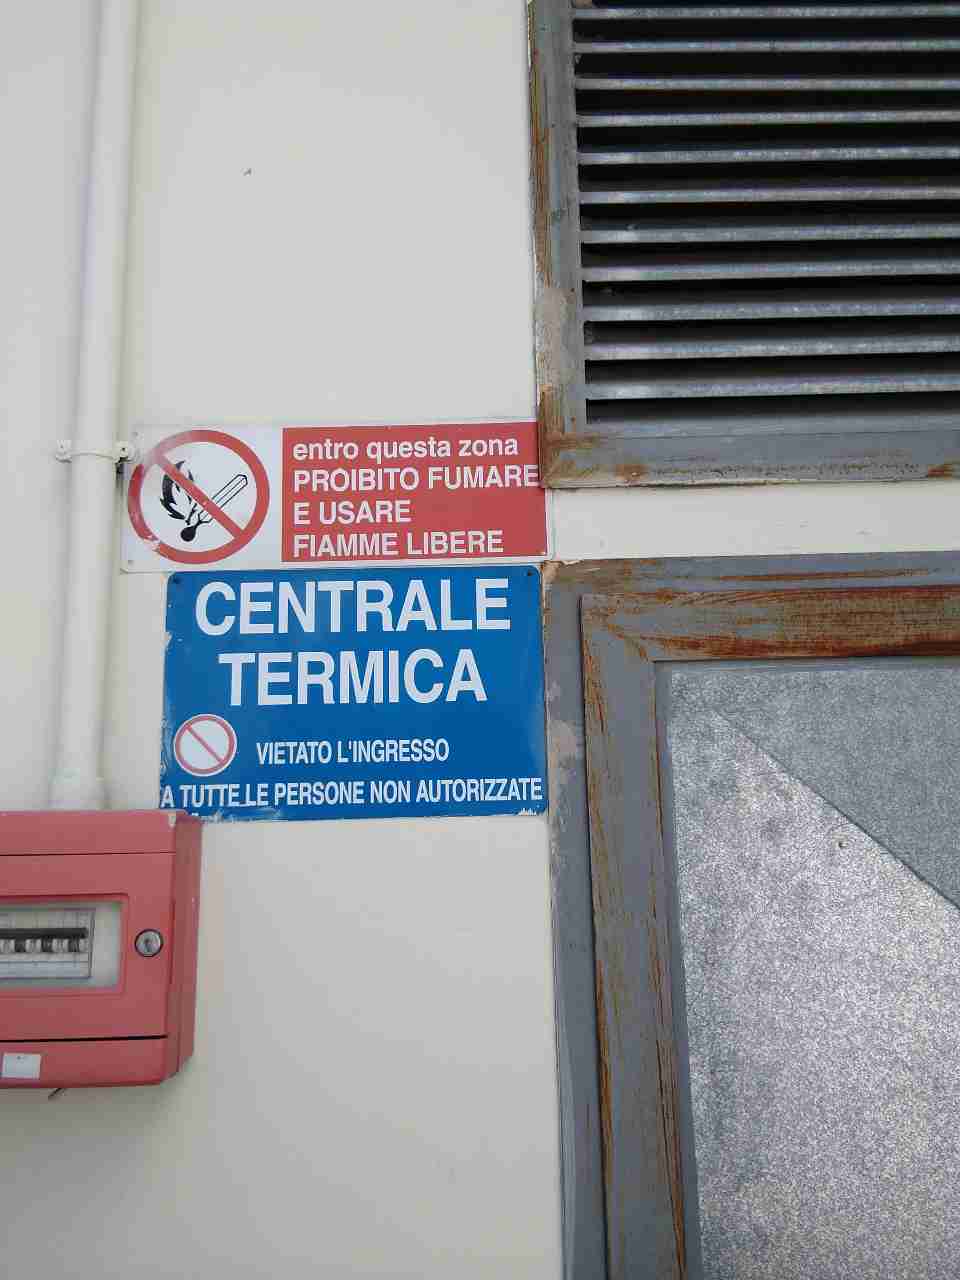 entro questa zona
PROIBITO FUMARE
E USARE
FIAMME LIBERE
CENTRALE
TERMICA
VIETATO L'INGRESSO
A TUTTE LE PERSONE NON AUTORIZZATE